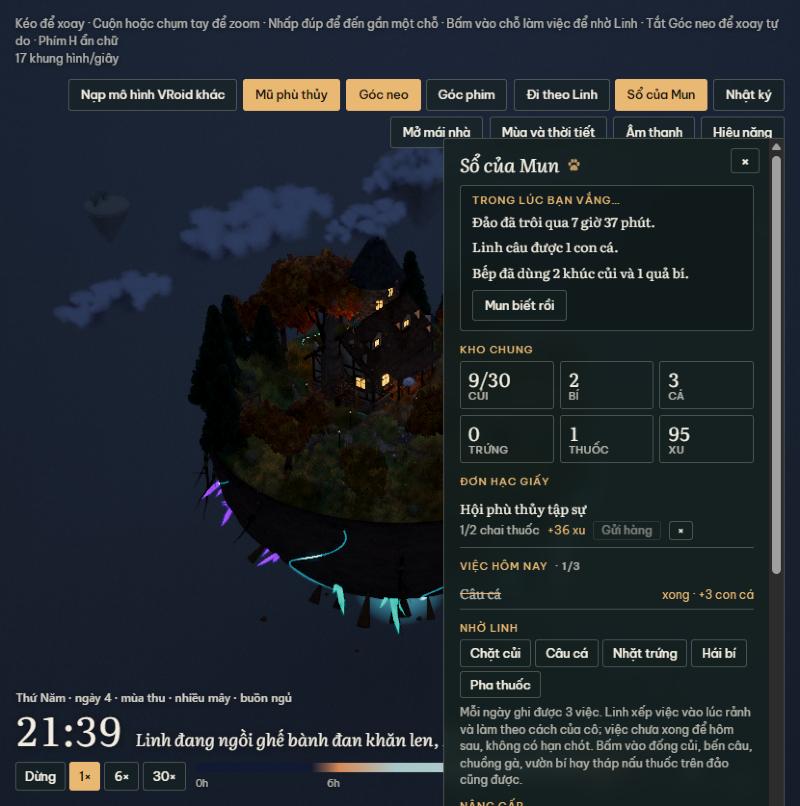 Kéo để xoay · Cuộn hoặc chụm tay để zoom · Nhấp đúp để đến gần một chỗ · Bấm vào chỗ làm việc để nhờ Linh · Tắt Góc neo để xoay tự
do · Phím H ẩn chữ
17 khung hình/giây
Nạp mô hình VRoid khác
Mũ phù thủy
Góc neo
Góc phim
Đi theo Linh
Sổ của Mun
Nhật ký
Mở mái nhà
Mùa và thời tiết
Âm thanh
Hiệu năng
Sổ của Mun
×
TRONG LÚC BẠN VẮNG...
Đảo đã trôi qua 7 giờ 37 phút.
Linh câu được 1 con cá.
Bếp đã dùng 2 khúc củi và 1 quả bí.
Mun biết rồi
KHO CHUNG
9/30
CỦI
2
BÍ
3
CÁ
0
TRỨNG
1
THUỐC
95
XU
ĐƠN HẠC GIẤY
Hội phù thủy tập sự
1/2 chai thuốc +36 xu Gửi hàng ×
VIỆC HÔM NAY · 1/3
Câu cá xong · +3 con cá
NHỜ LINH
Chặt củi
Câu cá
Nhặt trứng
Hái bí
Pha thuốc
Mỗi ngày ghi được 3 việc. Linh xếp việc vào lúc rảnh
và làm theo cách của cô; việc chưa xong để hôm
sau, không có hạn chót. Bấm vào đống củi, bến câu,
chuồng gà, vườn bí hay tháp nấu thuốc trên đảo
cũng được.
NÂNG CẤP
Thứ Năm · ngày 4 · mùa thu · nhiều mây · buồn ngủ
21:39 Linh đang ngồi ghế bành đan khăn len,
Dừng
1×
6×
30×
0h
6h